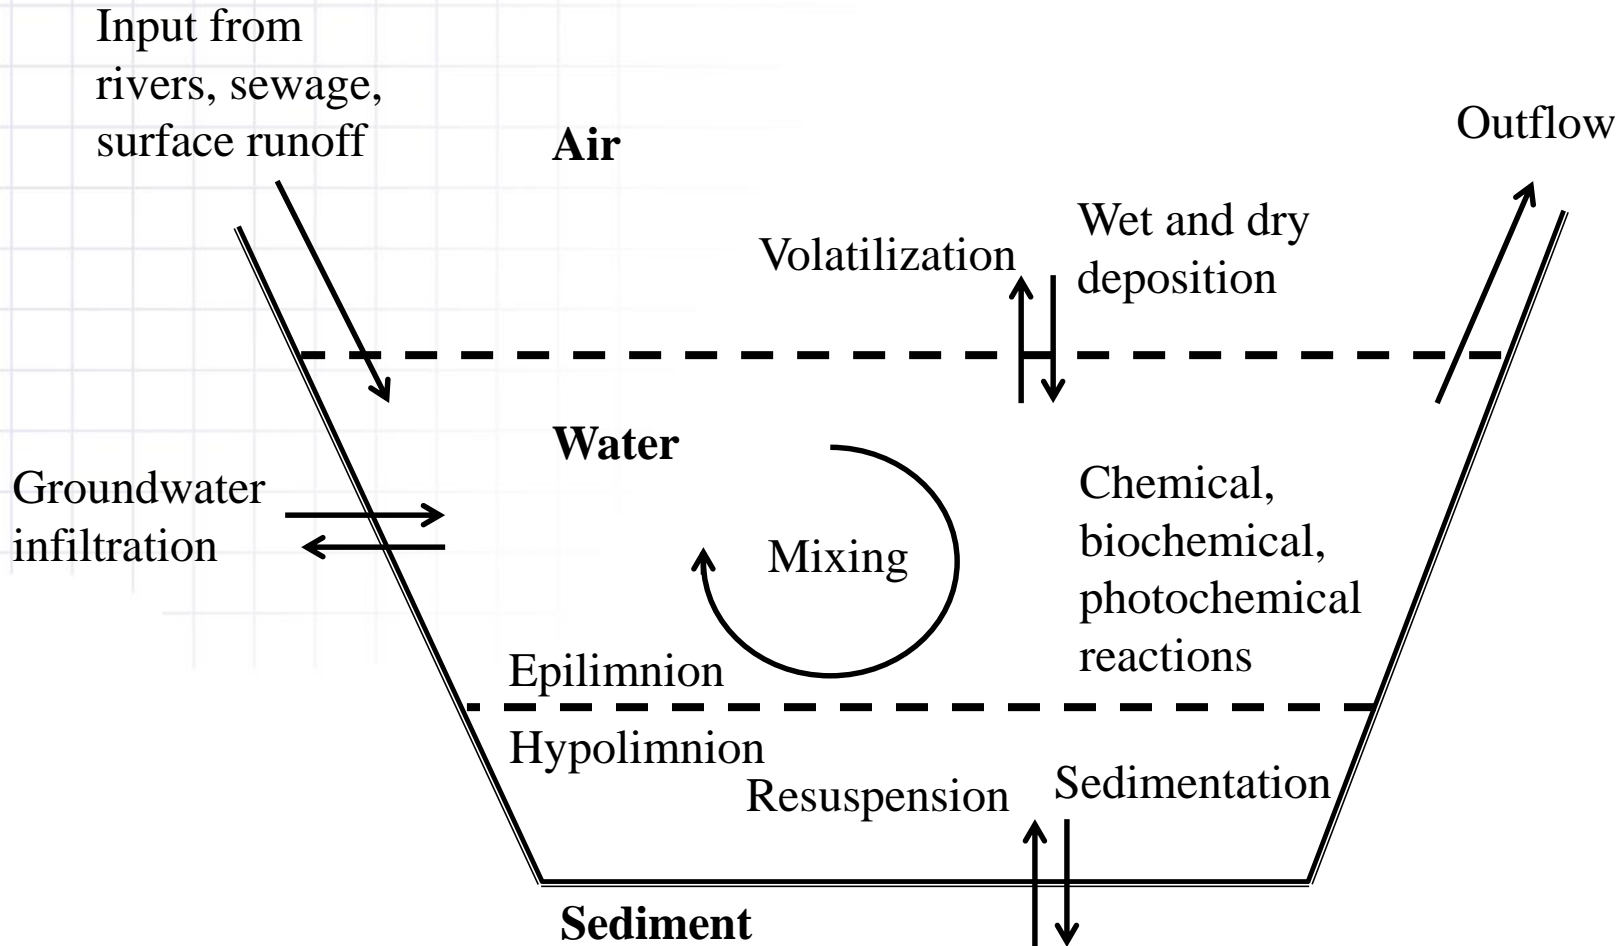 Input from
rivers, sewage,
surface runoff
Air
Outflow
Volatilization
Wet and dry
deposition
Water
Groundwater
infiltration
Mixing
Chemical,
biochemical,
photochemical
reactions
Epilimnion
Hypolimnion
Resuspension
Sedimentation
Sediment